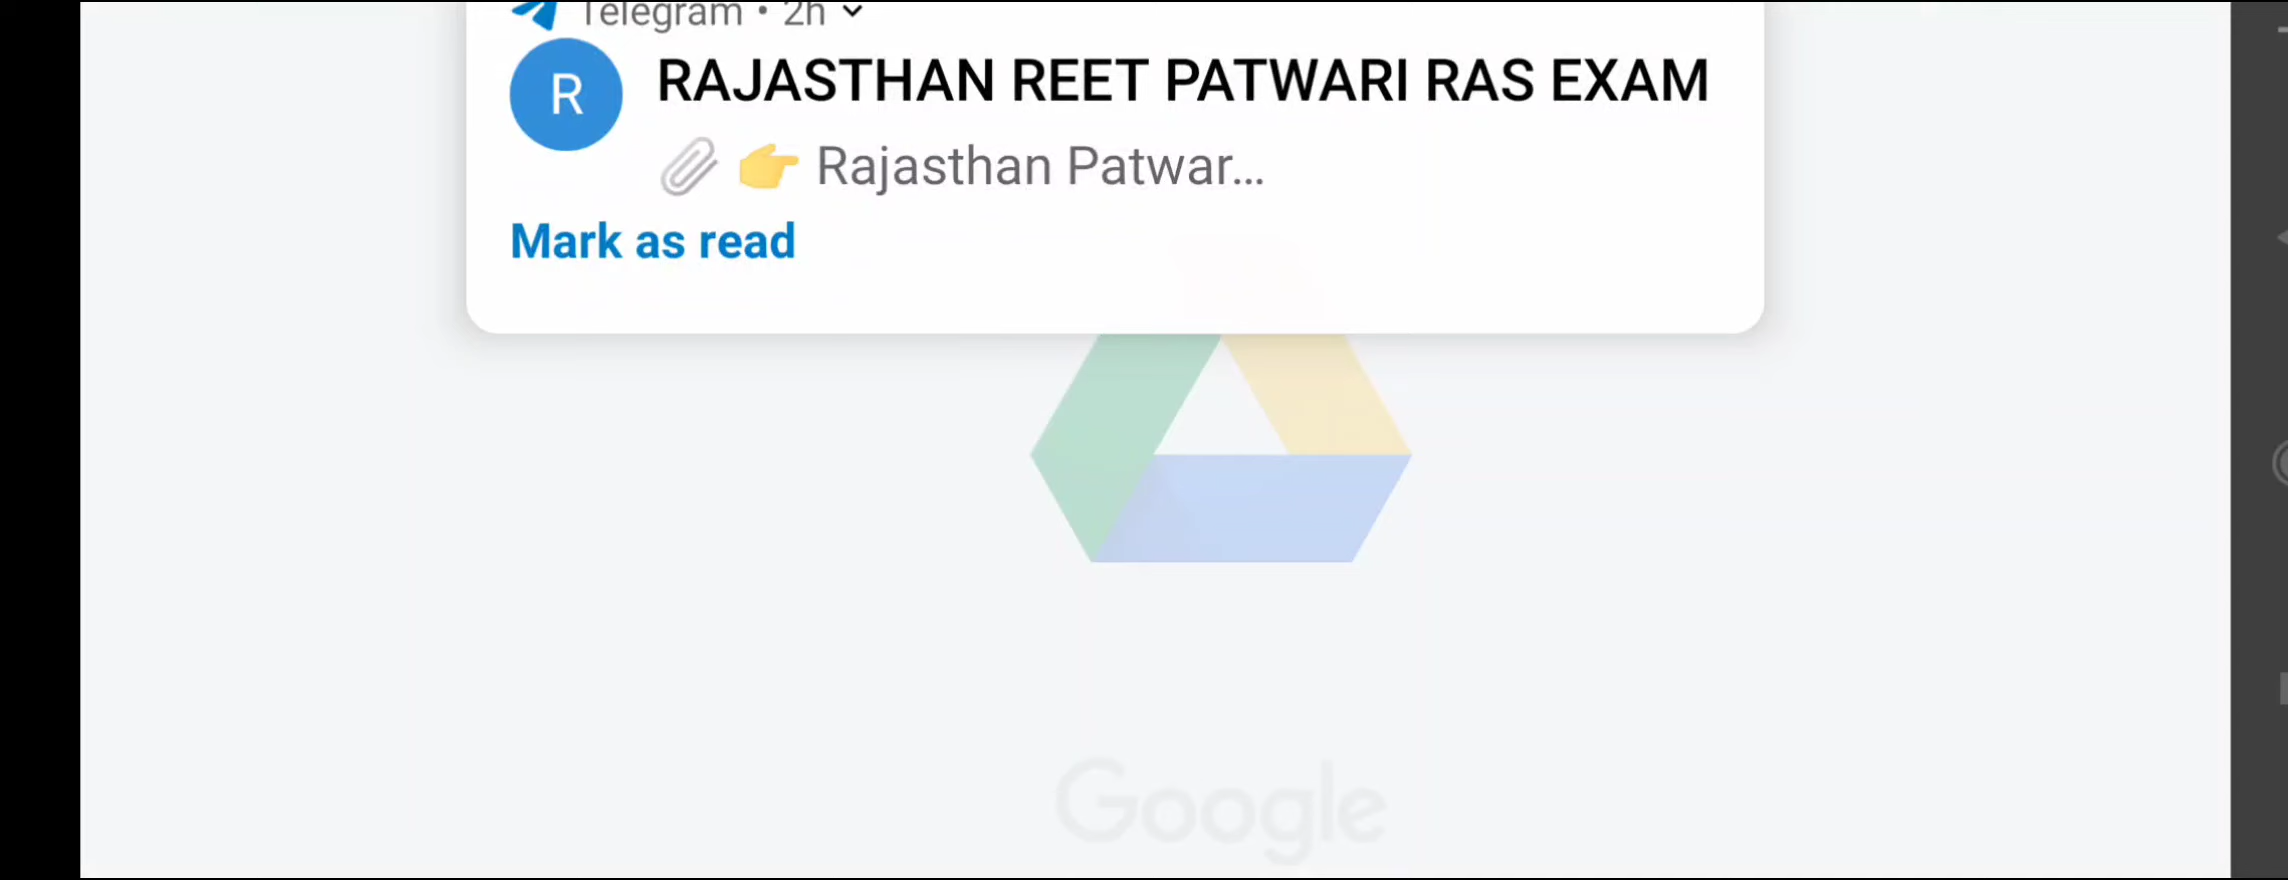 Telegram • 2h
R
RAJASTHAN REET PATWARI RAS EXAM
📎 👉 Rajasthan Patwar...
Mark as read
Google